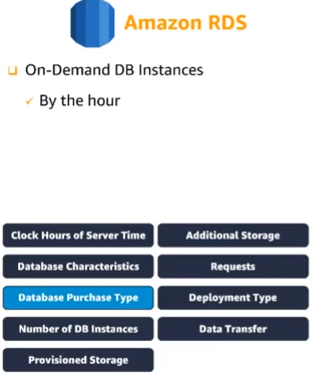 Amazon RDS
On-Demand DB Instances
By the hour
Clock Hours of Server Time
Additional Storage
Database Characteristics
Requests
Database Purchase Type
Deployment Type
Number of DB Instances
Data Transfer
Provisioned Storage